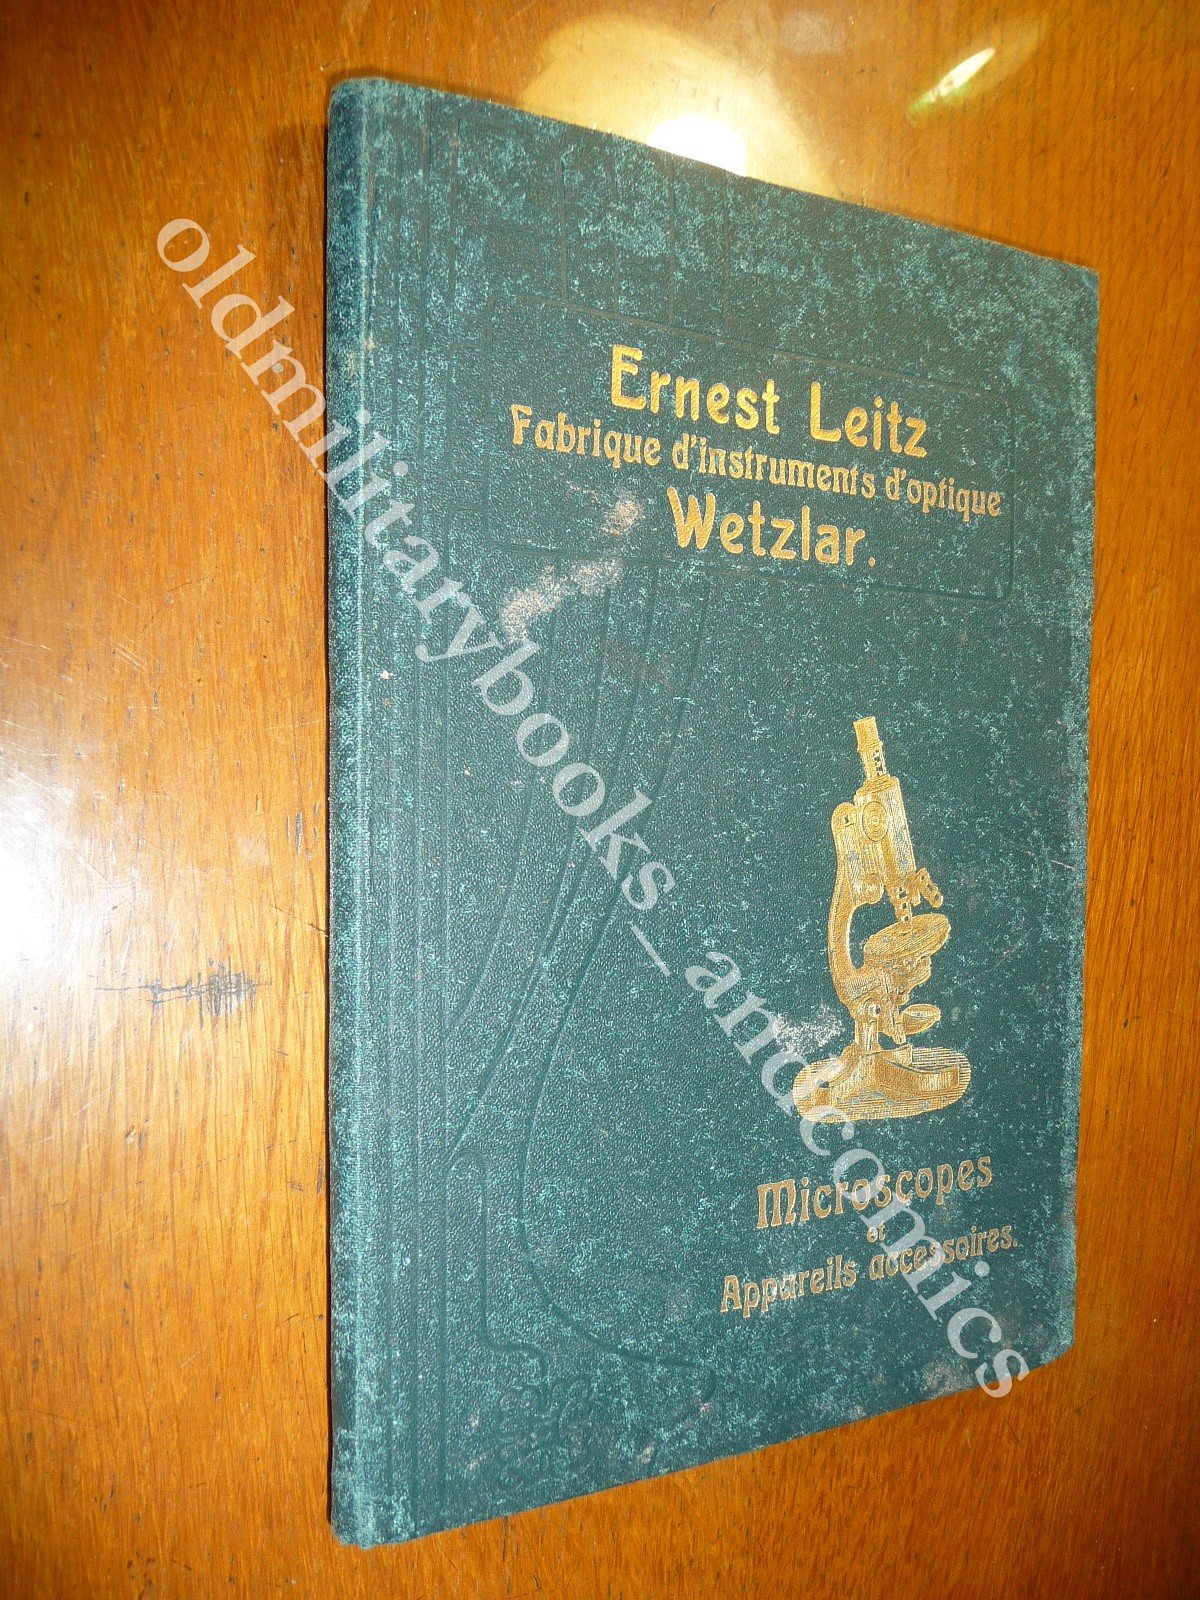 Ernest Leitz
Fabrique d'instruments d'optique
Wetzlar.
Microscopes
et
Appareils accessoires.
oldmilitarybooks_andcomics